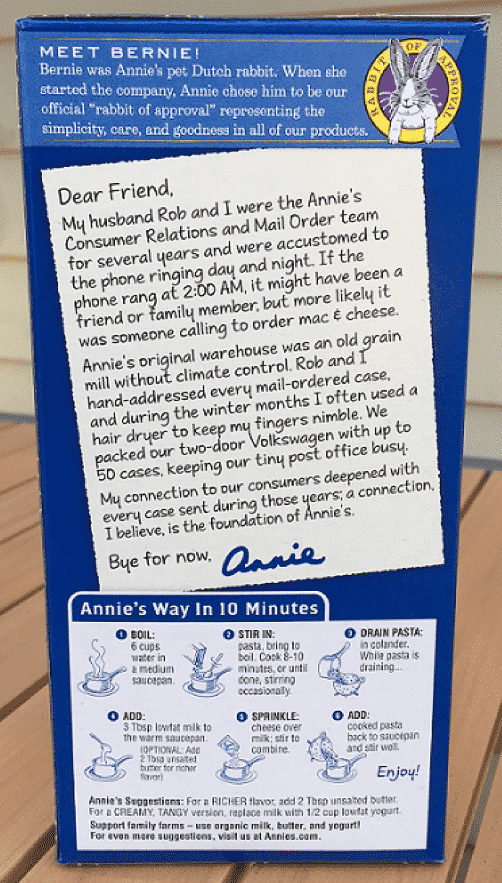 MEET BERNIE!
Bernie was Annie's pet Dutch rabbit. When she
started the company, Annie chose him to be our
official "rabbit of approval" representing the
simplicity, care, and goodness in all of our products.
RABBIT OF APPROVAL
Dear Friend,
My husband Rob and I were the Annie's
Consumer Relations and Mail Order team
for several years and were accustomed to
the phone ringing day and night. If the
phone rang at 2:00 AM, it might have been a
friend or family member, but more likely it
was someone calling to order mac & cheese.
Annie's original warehouse was an old grain
mill without climate control. Rob and I
hand-addressed every mail-ordered case,
and during the winter months I often used a
hair dryer to keep my fingers nimble. We
packed our two-door Volkswagen with up to
50 cases, keeping our tiny post office busy.
My connection to our consumers deepened with
every case sent during those years; a connection,
I believe, is the foundation of Annie's.
Bye for now, Annie
Annie's Way In 10 Minutes
1 BOIL:
6 cups
water in
a medium
saucepan.
2 STIR IN:
pasta, bring to
boil. Cook 8-10
minutes, or until
done, stirring
occasionally.
3 DRAIN PASTA:
in colander.
While pasta is
draining...
4 ADD:
3 Tbsp lowfat milk to
the warm saucepan.
(OPTIONAL: Add
2 Tbsp unsalted
butter for richer
flavor)
5 SPRINKLE:
cheese over
milk; stir to
combine.
6 ADD:
cooked pasta
back to saucepan
and stir well.
Enjoy!
Annie's Suggestions: For a RICHER flavor, add 2 Tbsp unsalted butter.
For a CREAMY, TANGY version, replace milk with 1/2 cup lowfat yogurt.
Support family farms – use organic milk, butter, and yogurt!
For even more suggestions, visit us at Annies.com.